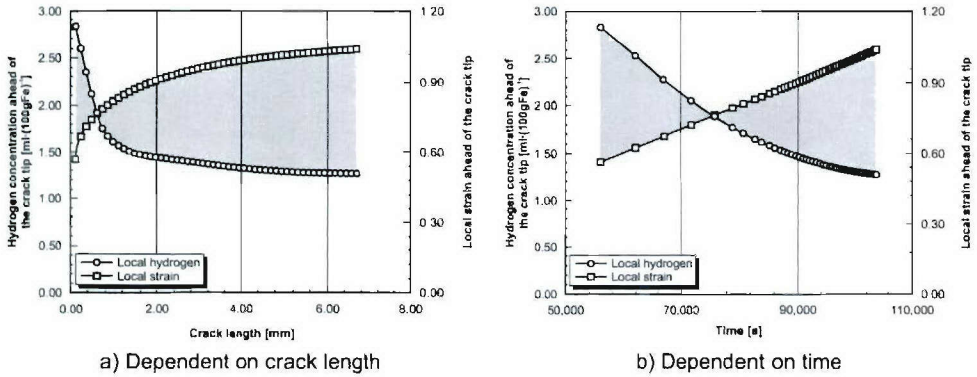 3.00
2.50
2.00
1.50
1.00
0.50
0.00
Hydrogen concentration ahead of
the crack tip [ml·(100gFe)⁻¹]
1.20
0.90
0.60
0.30
0.00
Local strain ahead of the crack tip
Local hydrogen
Local strain
0.00 2.00 4.00 6.00 8.00
Crack length [mm]
a) Dependent on crack length
3.00
2.50
2.00
1.50
1.00
0.50
0.00
Hydrogen concentration ahead of
the crack tip [ml·(100gFe)⁻¹]
1.20
0.90
0.60
0.30
0.00
Local strain ahead of the crack tip
Local hydrogen
Local strain
50,000 70,000 90,000 110,000
Time [s]
b) Dependent on time